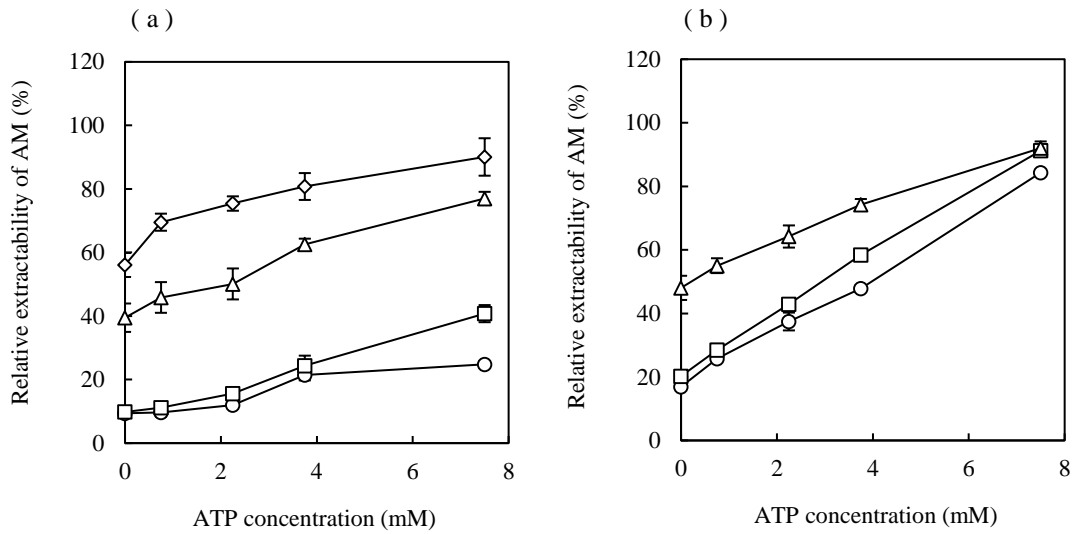 ( a )
Relative extractability of AM (%)
120
100
80
60
40
20
0
0 2 4 6 8
ATP concentration (mM)
( b )
Relative extractability of AM (%)
120
100
80
60
40
20
0
0 2 4 6 8
ATP concentration (mM)